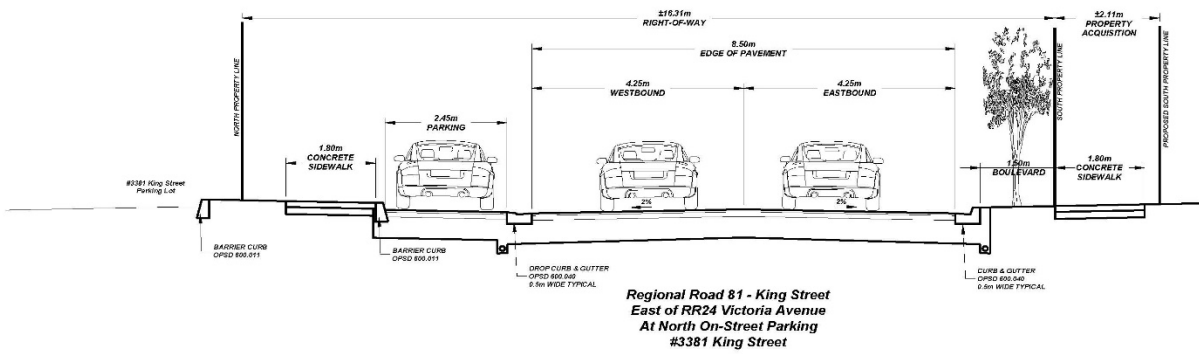 ±16.31m
RIGHT-OF-WAY
±2.11m
PROPERTY
ACQUISITION
8.50m
EDGE OF PAVEMENT
4.25m
WESTBOUND
4.25m
EASTBOUND
NORTH PROPERTY LINE
SOUTH PROPERTY LINE
PROPOSED SOUTH PROPERTY LINE
2.45m
PARKING
1.80m
CONCRETE
SIDEWALK
1.50m
BOULEVARD
1.80m
CONCRETE
SIDEWALK
#3381 King Street
Parking Lot
2%
2%
BARRIER CURB
OPSD 600.011
BARRIER CURB
OPSD 600.011
DROP CURB & GUTTER
OPSD 600.040
0.5m WIDE TYPICAL
CURB & GUTTER
OPSD 600.040
0.5m WIDE TYPICAL
Regional Road 81 - King Street
East of RR24 Victoria Avenue
At North On-Street Parking
#3381 King Street